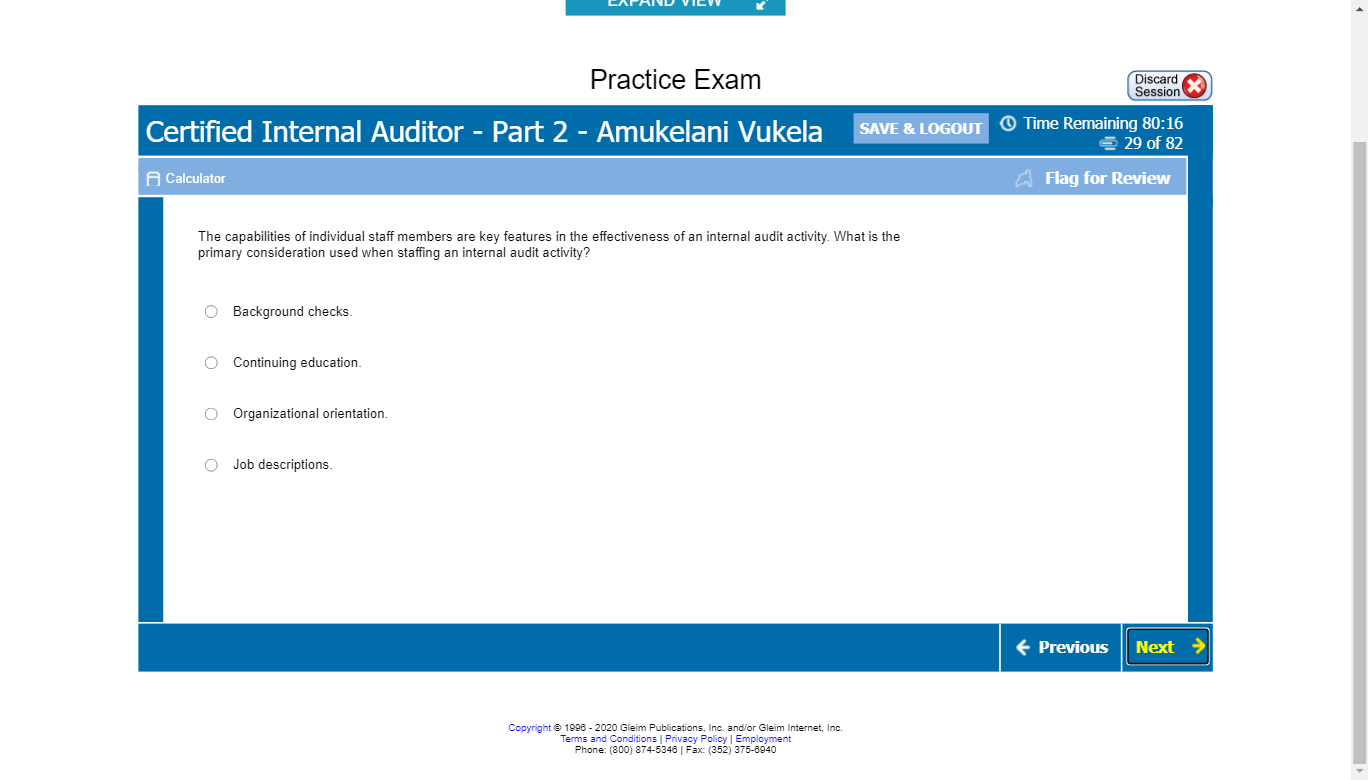 EXPAND VIEW
Practice Exam
Discard
Session
Certified Internal Auditor - Part 2 - Amukelani Vukela
SAVE & LOGOUT
Time Remaining 80:16
29 of 82
Calculator
Flag for Review
The capabilities of individual staff members are key features in the effectiveness of an internal audit activity. What is the
primary consideration used when staffing an internal audit activity?
Background checks.
Continuing education.
Organizational orientation.
Job descriptions.
Previous
Next
Copyright © 1996 - 2020 Gleim Publications, Inc. and/or Gleim Internet, Inc.
Terms and Conditions | Privacy Policy | Employment
Phone: (800) 874-5346 | Fax: (352) 375-6940